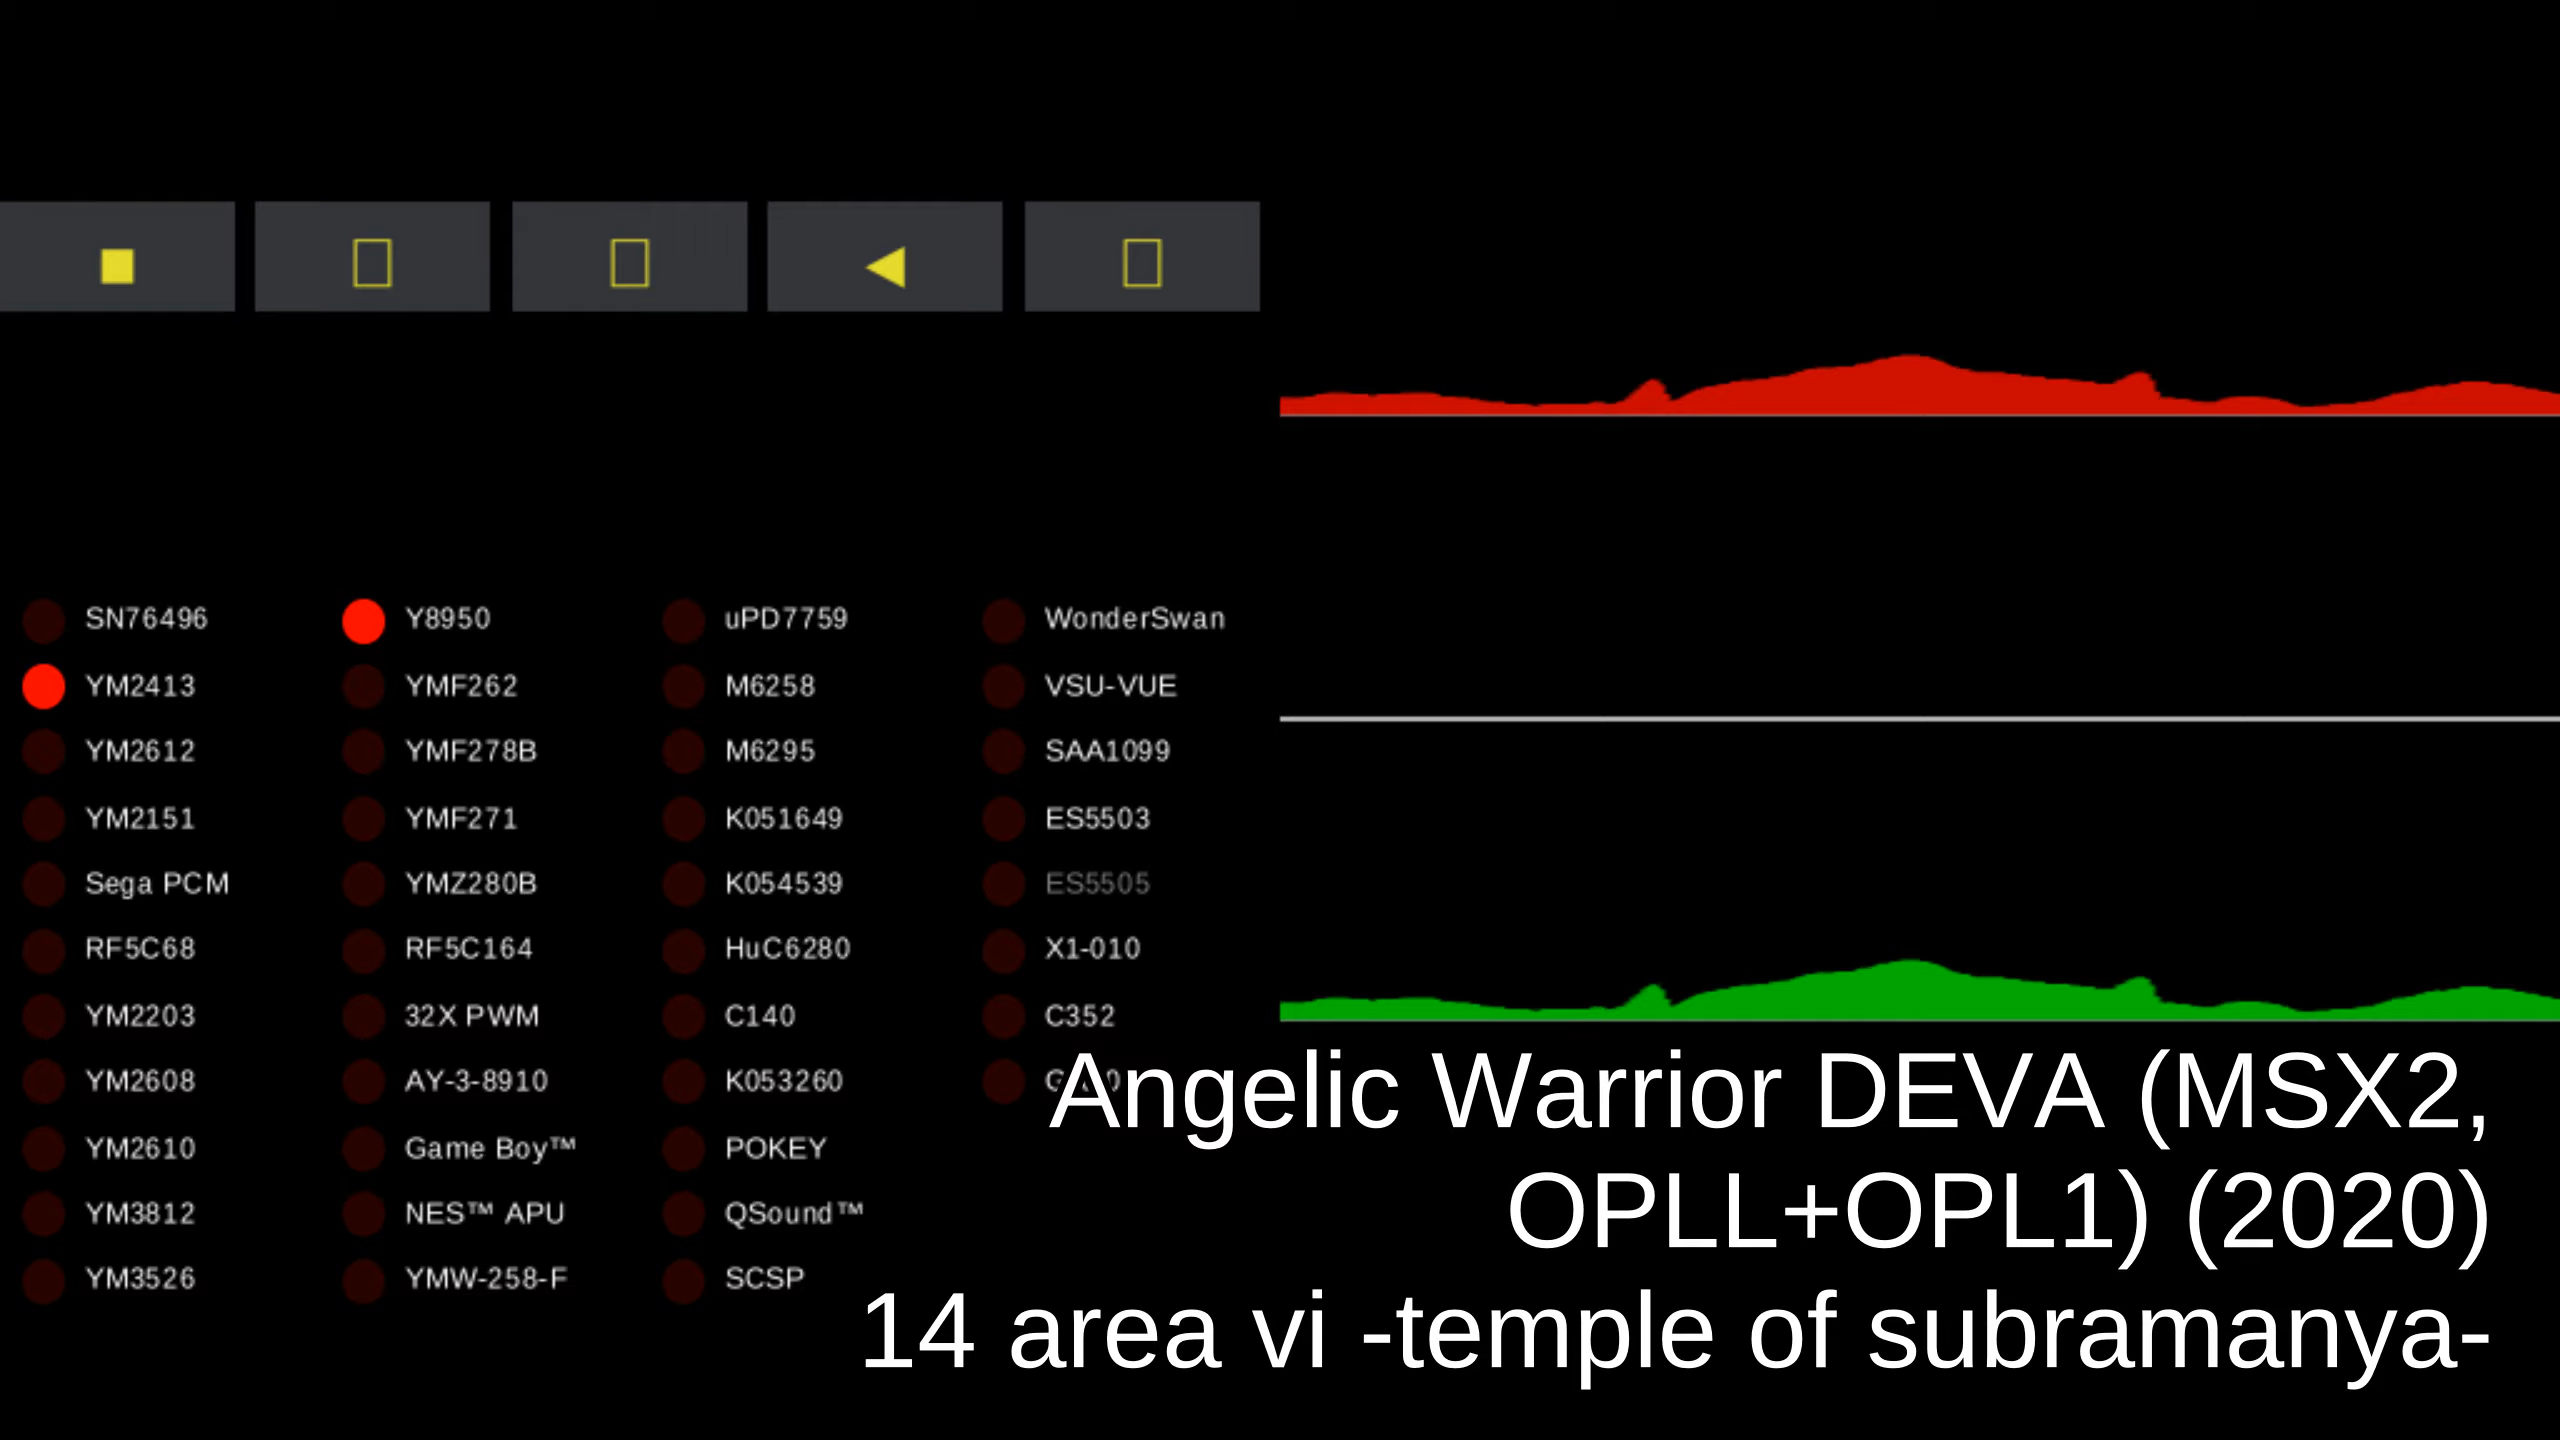 SN76496
YM2413
YM2612
YM2151
Sega PCM
RF5C68
YM2203
YM2608
YM2610
YM3812
YM3526
Y8950
YMF262
YMF278B
YMF271
YMZ280B
RF5C164
32X PWM
AY-3-8910
Game Boy™
NES™ APU
YMW-258-F
uPD7759
M6258
M6295
K051649
K054539
HuC6280
C140
K053260
POKEY
QSound™
SCSP
WonderSwan
VSU-VUE
SAA1099
ES5503
ES5505
X1-010
C352
Angelic Warrior DEVA (MSX2,
OPLL+OPL1) (2020)
14 area vi -temple of subramanya-